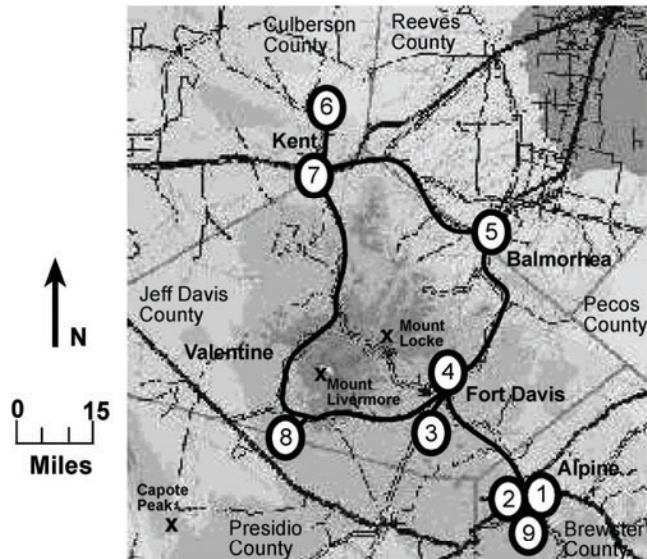 Culberson
County
Reeves
County
6
Kent
7
5
Balmorhea
Jeff Davis
County
Pecos
County
N
Valentine
x Mount
Locke
x Mount
Livermore
4
Fort Davis
0 15
Miles
8
3
Alpine
Capote
Peak
x
2
1
Presidio
County
9
Brewster
County